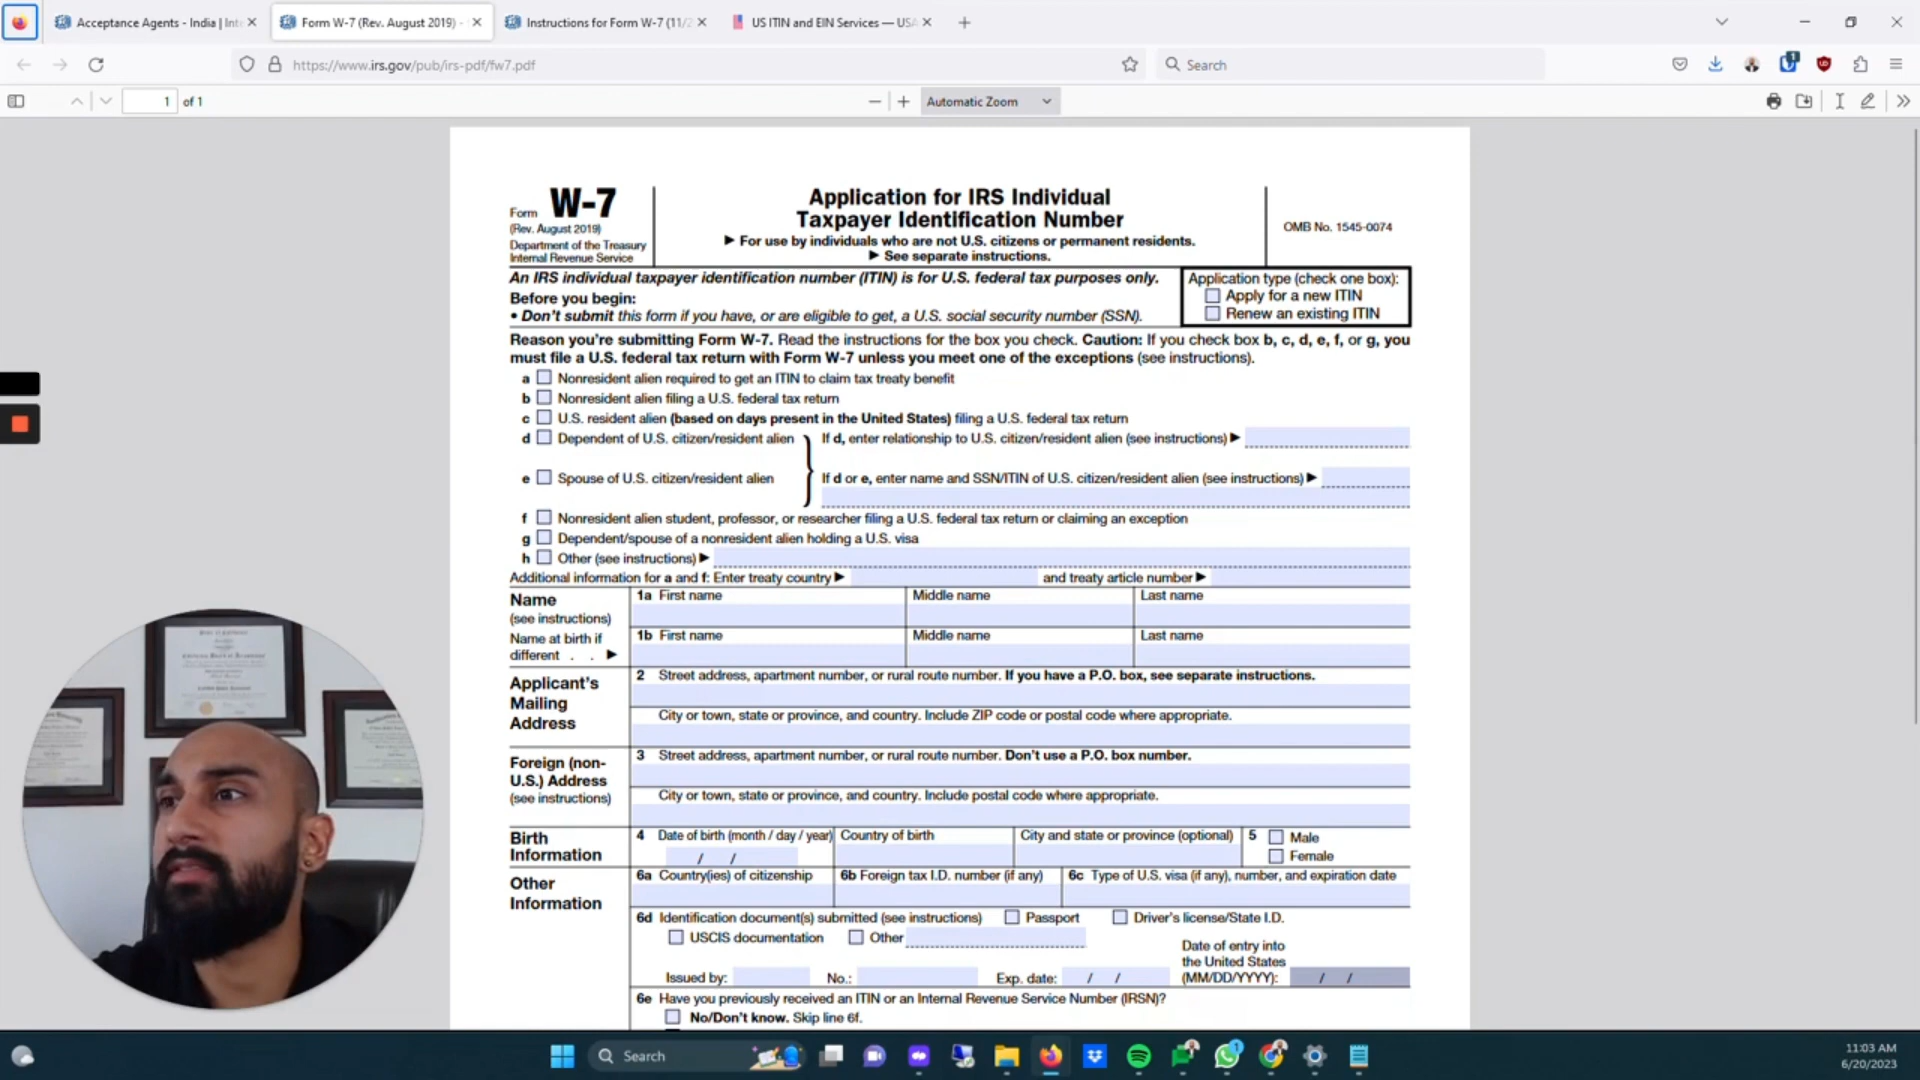 Acceptance Agents - India | Int
Form W-7 (Rev. August 2019) -
Instructions for Form W-7 (11/2
US ITIN and EIN Services — USA
https://www.irs.gov/pub/irs-pdf/fw7.pdf
Search
1
1 of 1
Automatic Zoom
Form W-7
(Rev. August 2019)
Department of the Treasury
Internal Revenue Service
Application for IRS Individual
Taxpayer Identification Number
► For use by individuals who are not U.S. citizens or permanent residents.
► See separate instructions.
OMB No. 1545-0074
An IRS individual taxpayer identification number (ITIN) is for U.S. federal tax purposes only.
Before you begin:
• Don't submit this form if you have, or are eligible to get, a U.S. social security number (SSN).
Application type (check one box):
Apply for a new ITIN
Renew an existing ITIN
Reason you're submitting Form W-7. Read the instructions for the box you check. Caution: If you check box b, c, d, e, f, or g, you
must file a U.S. federal tax return with Form W-7 unless you meet one of the exceptions (see instructions).
a Nonresident alien required to get an ITIN to claim tax treaty benefit
b Nonresident alien filing a U.S. federal tax return
c U.S. resident alien (based on days present in the United States) filing a U.S. federal tax return
d Dependent of U.S. citizen/resident alien If d, enter relationship to U.S. citizen/resident alien (see instructions) ►
e Spouse of U.S. citizen/resident alien If d or e, enter name and SSN/ITIN of U.S. citizen/resident alien (see instructions) ►
f Nonresident alien student, professor, or researcher filing a U.S. federal tax return or claiming an exception
g Dependent/spouse of a nonresident alien holding a U.S. visa
h Other (see instructions) ►
Additional information for a and f: Enter treaty country ► and treaty article number ►
Name
(see instructions)
1a First name Middle name Last name
Name at birth if
different . . ►
1b First name Middle name Last name
Applicant's
Mailing
Address
2 Street address, apartment number, or rural route number. If you have a P.O. box, see separate instructions.
City or town, state or province, and country. Include ZIP code or postal code where appropriate.
Foreign (non-
U.S.) Address
(see instructions)
3 Street address, apartment number, or rural route number. Don't use a P.O. box number.
City or town, state or province, and country. Include postal code where appropriate.
Birth
Information
4 Date of birth (month / day / year) Country of birth City and state or province (optional) 5 Male
/ / Female
Other
Information
6a Country(ies) of citizenship 6b Foreign tax I.D. number (if any) 6c Type of U.S. visa (if any), number, and expiration date
6d Identification document(s) submitted (see instructions) Passport Driver's license/State I.D.
USCIS documentation Other
Date of entry into
the United States
Issued by: No.: Exp. date: / / (MM/DD/YYYY): / /
6e Have you previously received an ITIN or an Internal Revenue Service Number (IRSN)?
No/Don't know. Skip line 6f.
Search
1
11:03 AM
6/20/2023